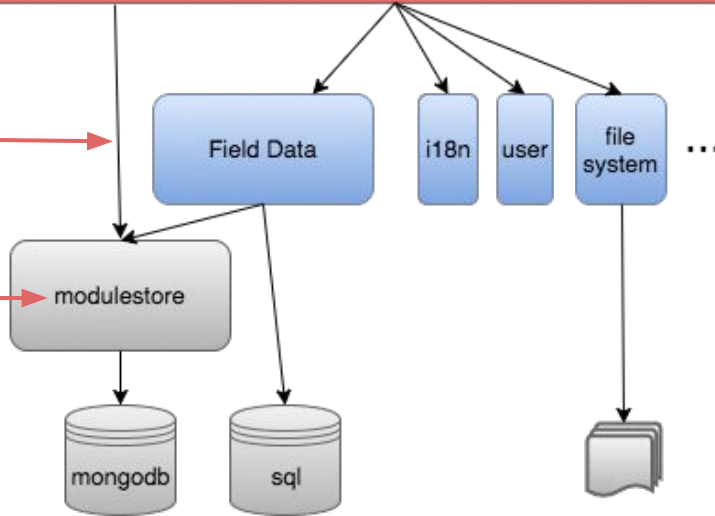 Field Data
i18n
user
file
system
...
modulestore
mongodb
sql